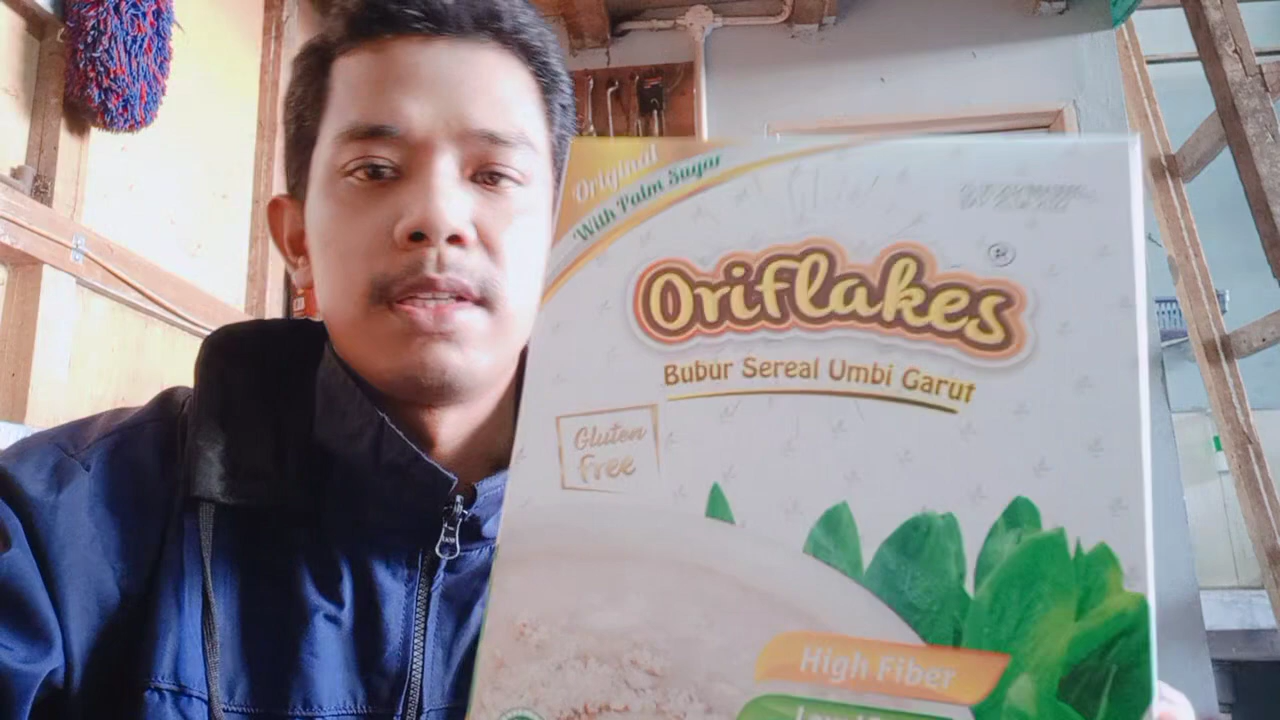 Original
With Palm Sugar
OriFlakes
®
Bubur Sereal Umbi Garut
Gluten
Free
High Fiber